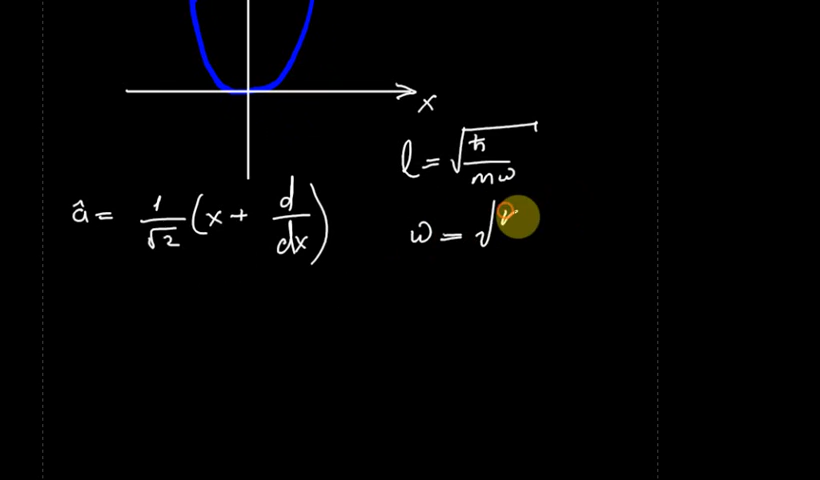 x
l = √(ħ/mω)
â = 1/√2 (x + d/dx)
ω = √